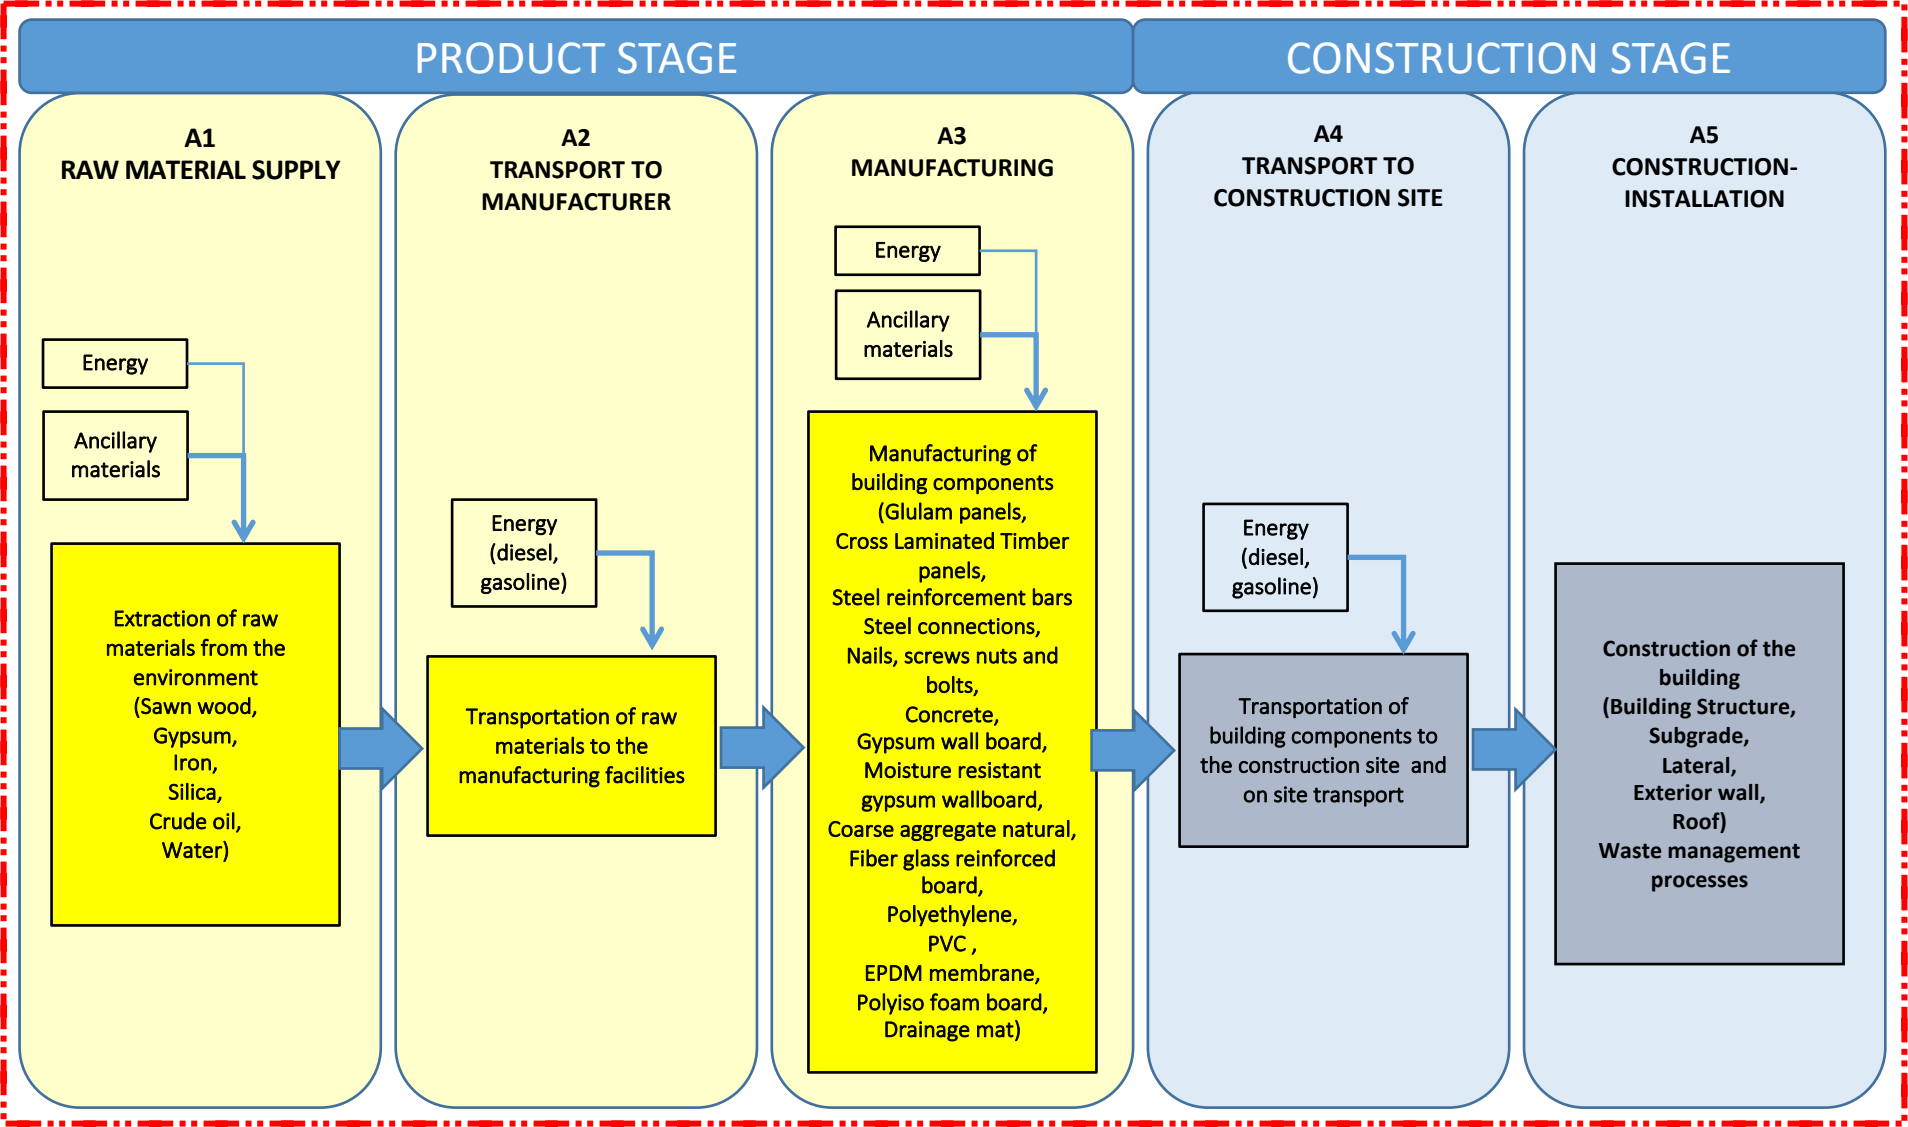 PRODUCT STAGE
CONSTRUCTION STAGE
A1
RAW MATERIAL SUPPLY
Energy
Ancillary
materials
Extraction of raw
materials from the
environment
(Sawn wood,
Gypsum,
Iron,
Silica,
Crude oil,
Water)
A2
TRANSPORT TO
MANUFACTURER
Energy
(diesel,
gasoline)
Transportation of raw
materials to the
manufacturing facilities
A3
MANUFACTURING
Energy
Ancillary
materials
Manufacturing of
building components
(Glulam panels,
Cross Laminated Timber
panels,
Steel reinforcement bars
Steel connections,
Nails, screws nuts and
bolts,
Concrete,
Gypsum wall board,
Moisture resistant
gypsum wallboard,
Coarse aggregate natural,
Fiber glass reinforced
board,
Polyethylene,
PVC ,
EPDM membrane,
Polyiso foam board,
Drainage mat)
A4
TRANSPORT TO
CONSTRUCTION SITE
Energy
(diesel,
gasoline)
Transportation of
building components to
the construction site  and
on site transport
A5
CONSTRUCTION-
INSTALLATION
Construction of the
building
(Building Structure,
Subgrade,
Lateral,
Exterior wall,
Roof)
Waste management
processes